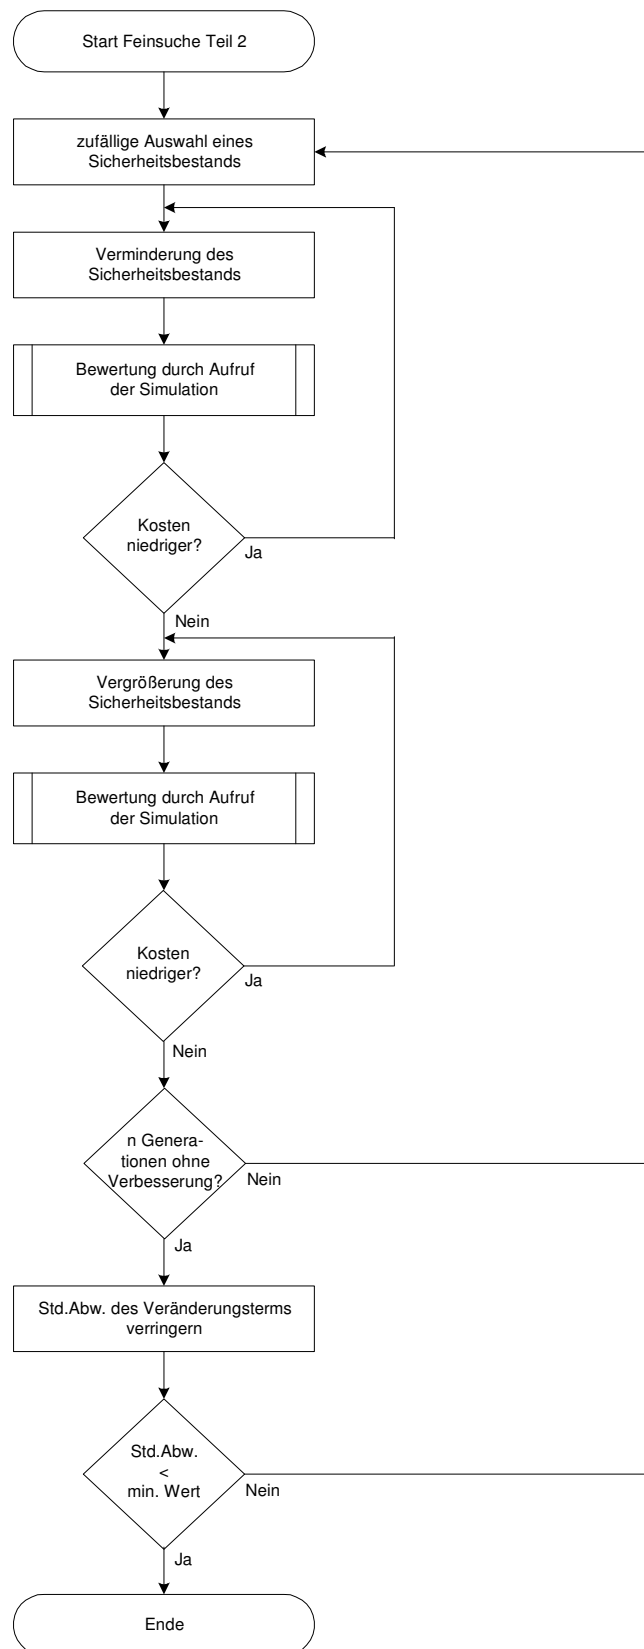 Start Feinsuche Teil 2
zufällige Auswahl eines
Sicherheitsbestands
Verminderung des
Sicherheitsbestands
Bewertung durch Aufruf
der Simulation
Kosten
niedriger?
Ja
Nein
Vergrößerung des
Sicherheitsbestands
Bewertung durch Aufruf
der Simulation
Kosten
niedriger?
Ja
Nein
n Genera-
tionen ohne
Verbesserung?
Nein
Ja
Std.Abw. des Veränderungsterms
verringern
Std.Abw.
<
min. Wert
Nein
Ja
Ende